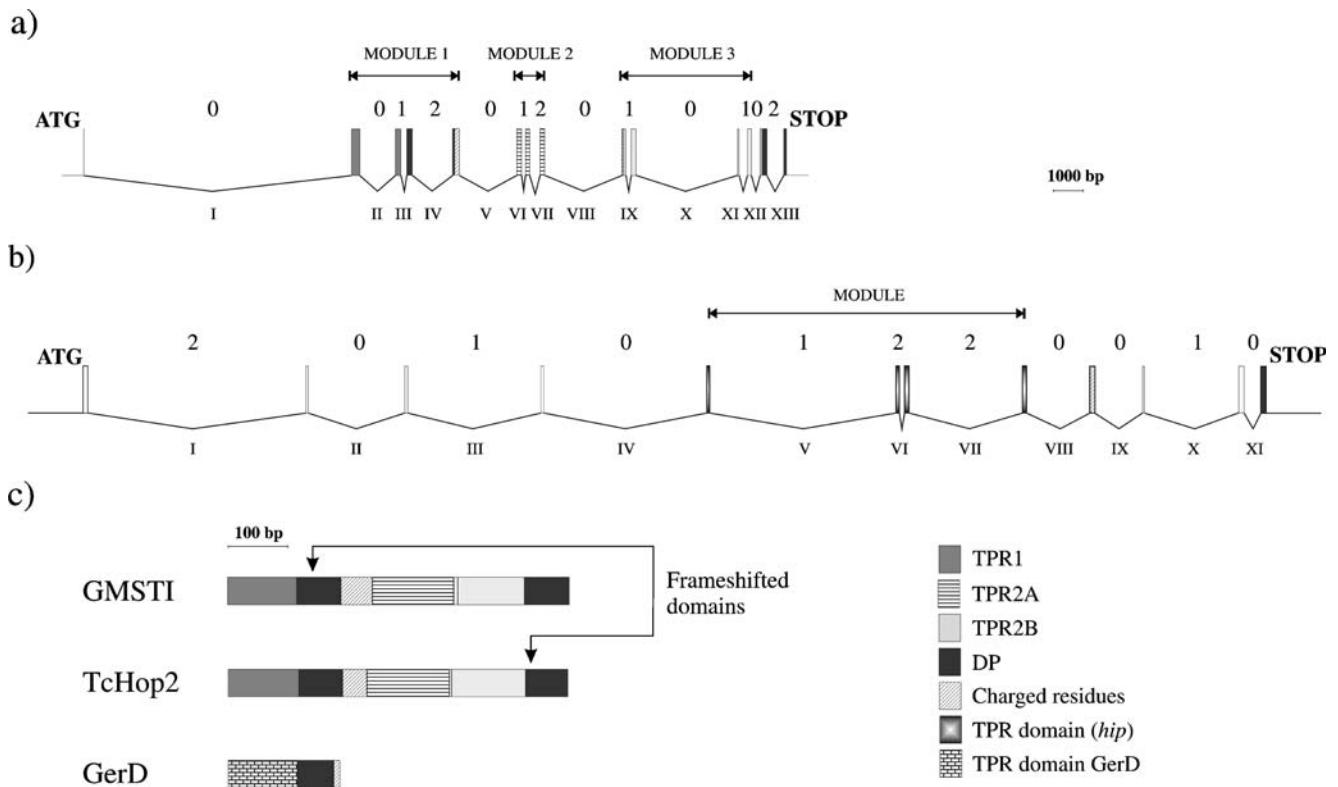 a)
MODULE 1 MODULE 2 MODULE 3
0 0 1 2 0 1 2 0 1 0 1 0 2
ATG STOP
1000 bp
I II III IV V VI VII VIII IX X XI XII XIII
b)
MODULE
2 0 1 0 1 2 2 0 0 1 0
ATG STOP
I II III IV V VI VII VIII IX X XI
c)
100 bp
GMSTI
TcHop2
GerD
Frameshifted
domains
TPR1
TPR2A
TPR2B
DP
Charged residues
TPR domain (hip)
TPR domain GerD